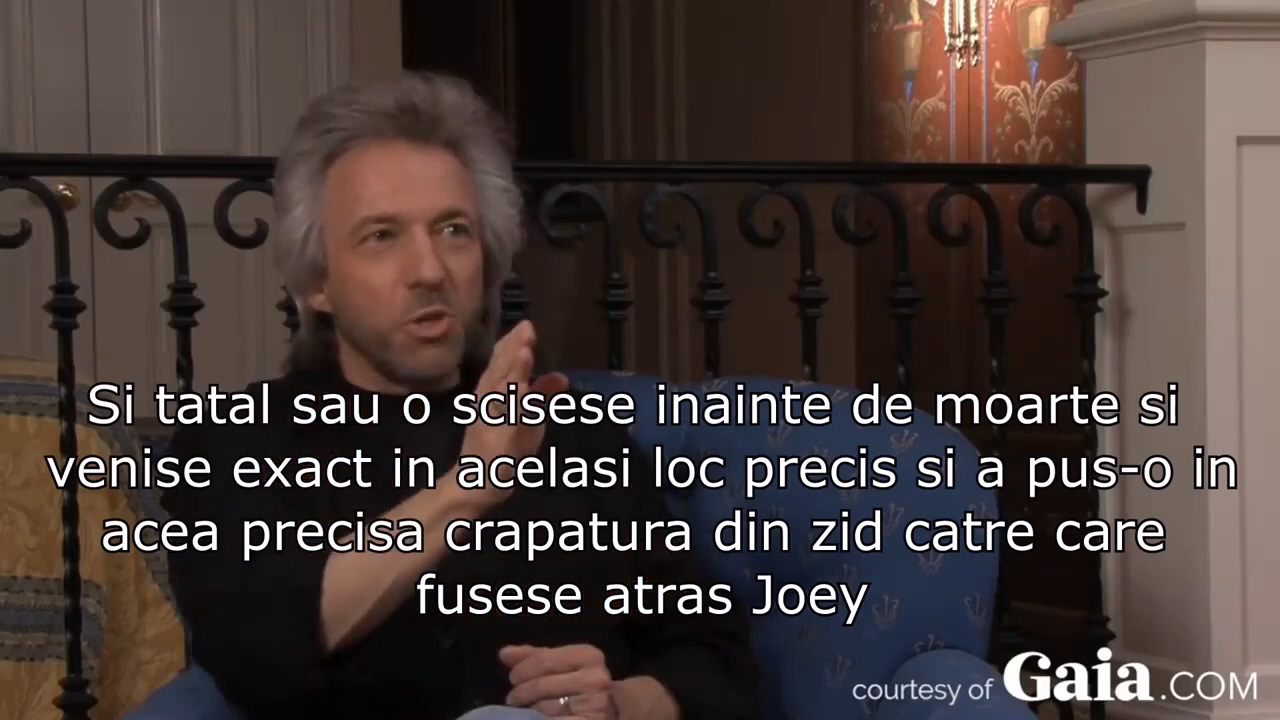 Si tatal sau o scisese inainte de moarte si
venise exact in acelasi loc precis si a pus-o in
acea precisa crapatura din zid catre care
fusese atras Joey
courtesy of Gaia.COM